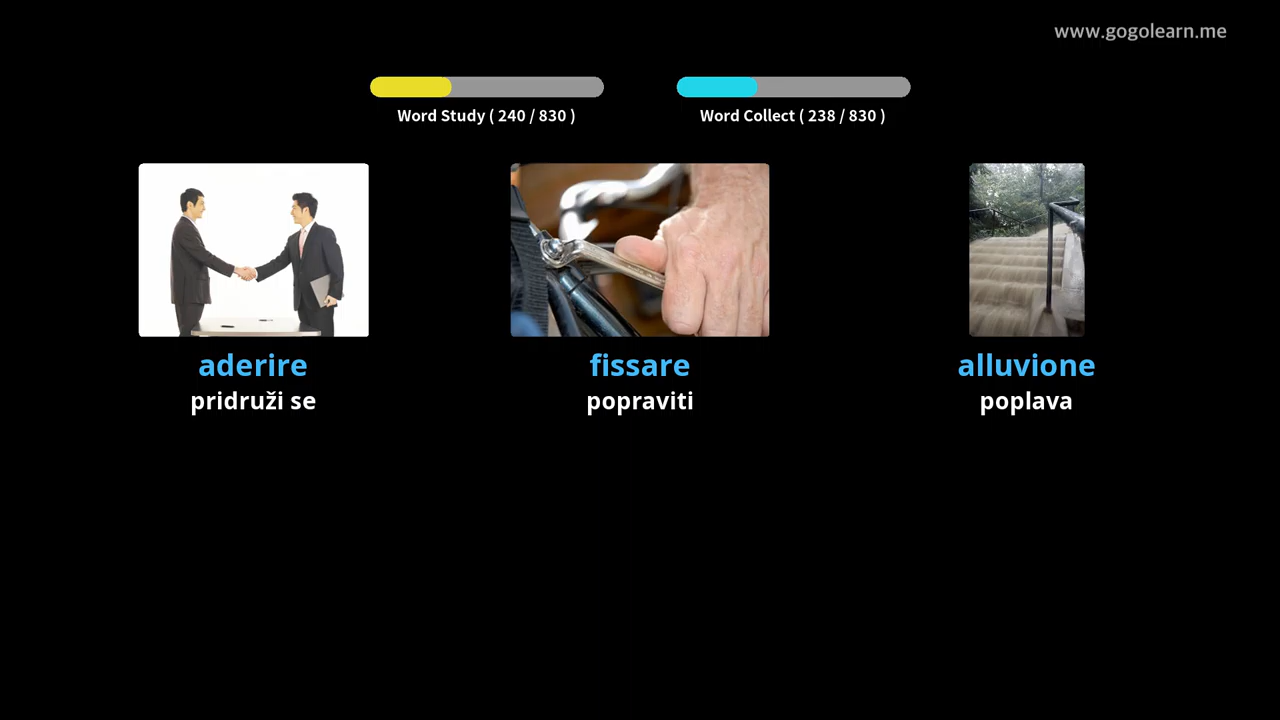 www.gogolearn.me
Word Study ( 240 / 830 )
Word Collect ( 238 / 830 )
aderire
pridruži se
fissare
popraviti
alluvione
poplava